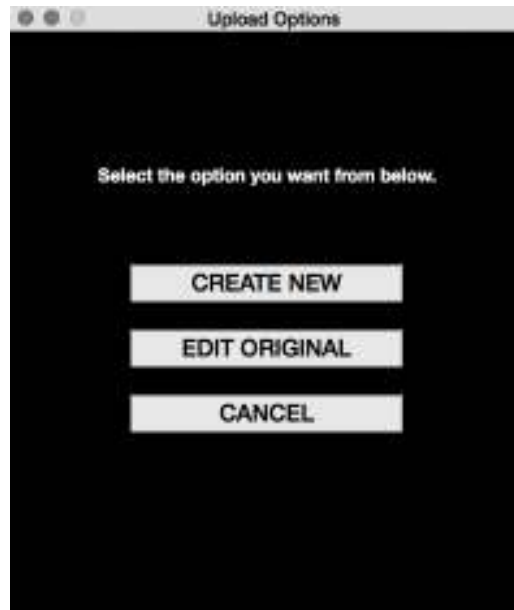 Upload Options
Select the option you want from below.
CREATE NEW
EDIT ORIGINAL
CANCEL